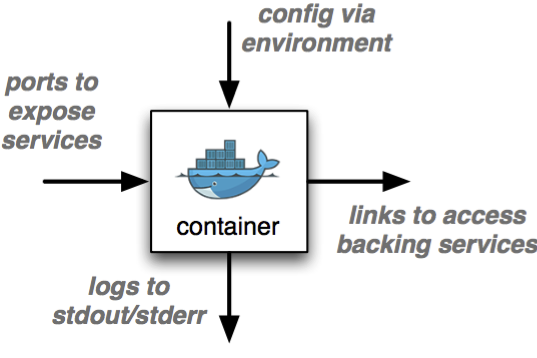 config via
environment
ports to
expose
services
container
links to access
backing services
logs to
stdout/stderr